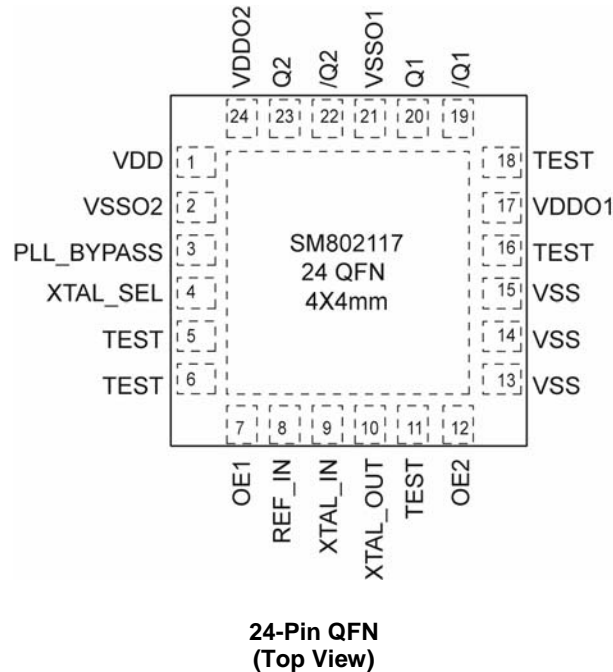 VDDO2
Q2
/Q2
VSSO1
Q1
/Q1
24 23 22 21 20 19
VDD 1
VSSO2 2
PLL_BYPASS 3
XTAL_SEL 4
TEST 5
TEST 6
SM802117
24 QFN
4X4mm
18 TEST
17 VDDO1
16 TEST
15 VSS
14 VSS
13 VSS
7 8 9 10 11 12
OE1
REF_IN
XTAL_IN
XTAL_OUT
TEST
OE2
24-Pin QFN
(Top View)